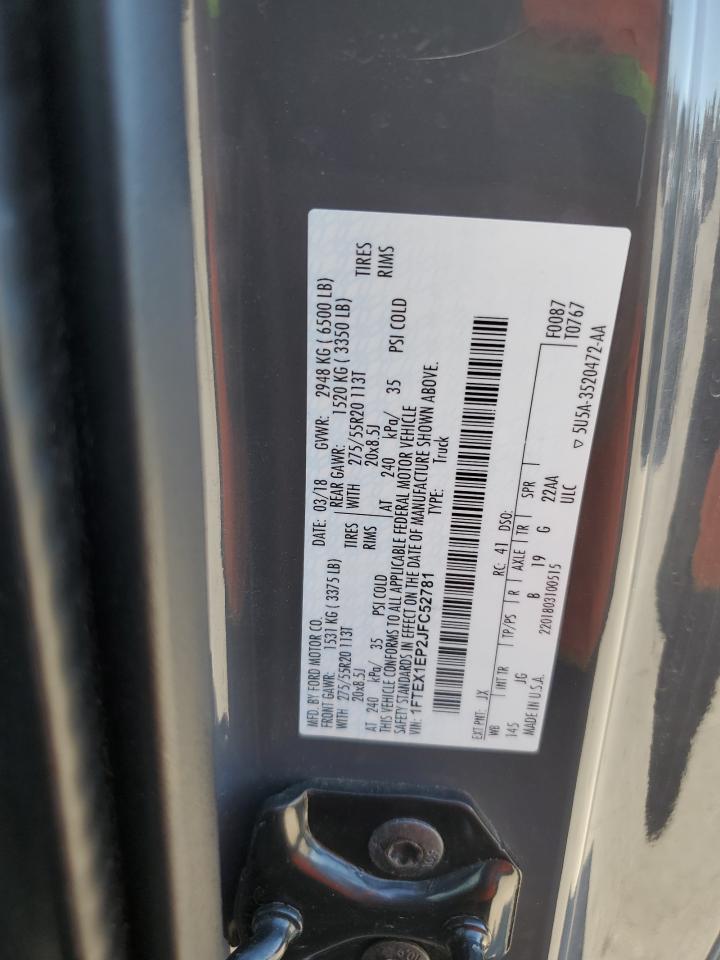 MFD. BY FORD MOTOR CO.
DATE: 03/18 GVWR: 2948 KG ( 6500 LB)
FRONT GAWR: 1531 KG ( 3375 LB) REAR GAWR: 1520 KG ( 3350 LB)
WITH 275/55R20 113T TIRES WITH 275/55R20 113T TIRES
20x8.5J RIMS 20x8.5J RIMS
AT 240 kPa/ 35 PSI COLD AT 240 kPa/ 35 PSI COLD
THIS VEHICLE CONFORMS TO ALL APPLICABLE FEDERAL MOTOR VEHICLE
SAFETY STANDARDS IN EFFECT ON THE DATE OF MANUFACTURE SHOWN ABOVE.
VIN: 1FTEX1EP2JFC52781 TYPE: Truck
EXT.PNT: JX RC: 41 DSO:
WB INT TR TP/PS R AXLE TR SPR F0087
145 JG B 19 G 22AA T0767
MADE IN U.S.A. 2201803100515 ULC ▽ 5U5A-3520472-AA